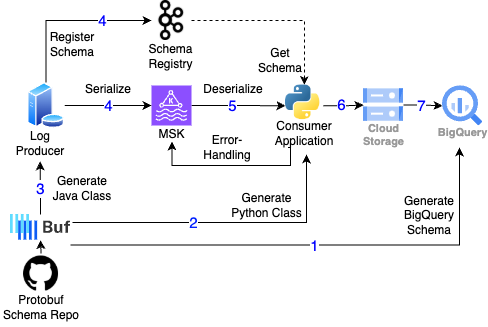 4
Register
Schema
Schema
Registry
Get
Schema
Serialize
4
Deserialize
5
6
7
Log
Producer
MSK
Consumer
Application
Cloud
Storage
BigQuery
Error-
Handling
3
Generate
Java Class
Generate
Python Class
Generate
BigQuery
Schema
Buf
2
1
Protobuf
Schema Repo